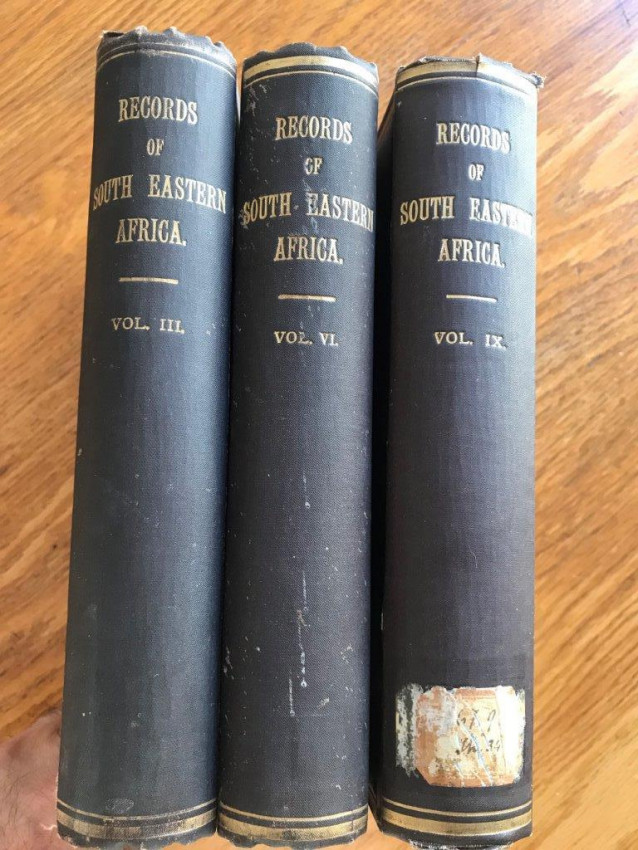 RECORDS
OF
SOUTH EASTERN
AFRICA.
VOL. III.
RECORDS
OF
SOUTH EASTERN
AFRICA.
VOL. VI.
RECORDS
OF
SOUTH EASTERN
AFRICA.
VOL. IX.